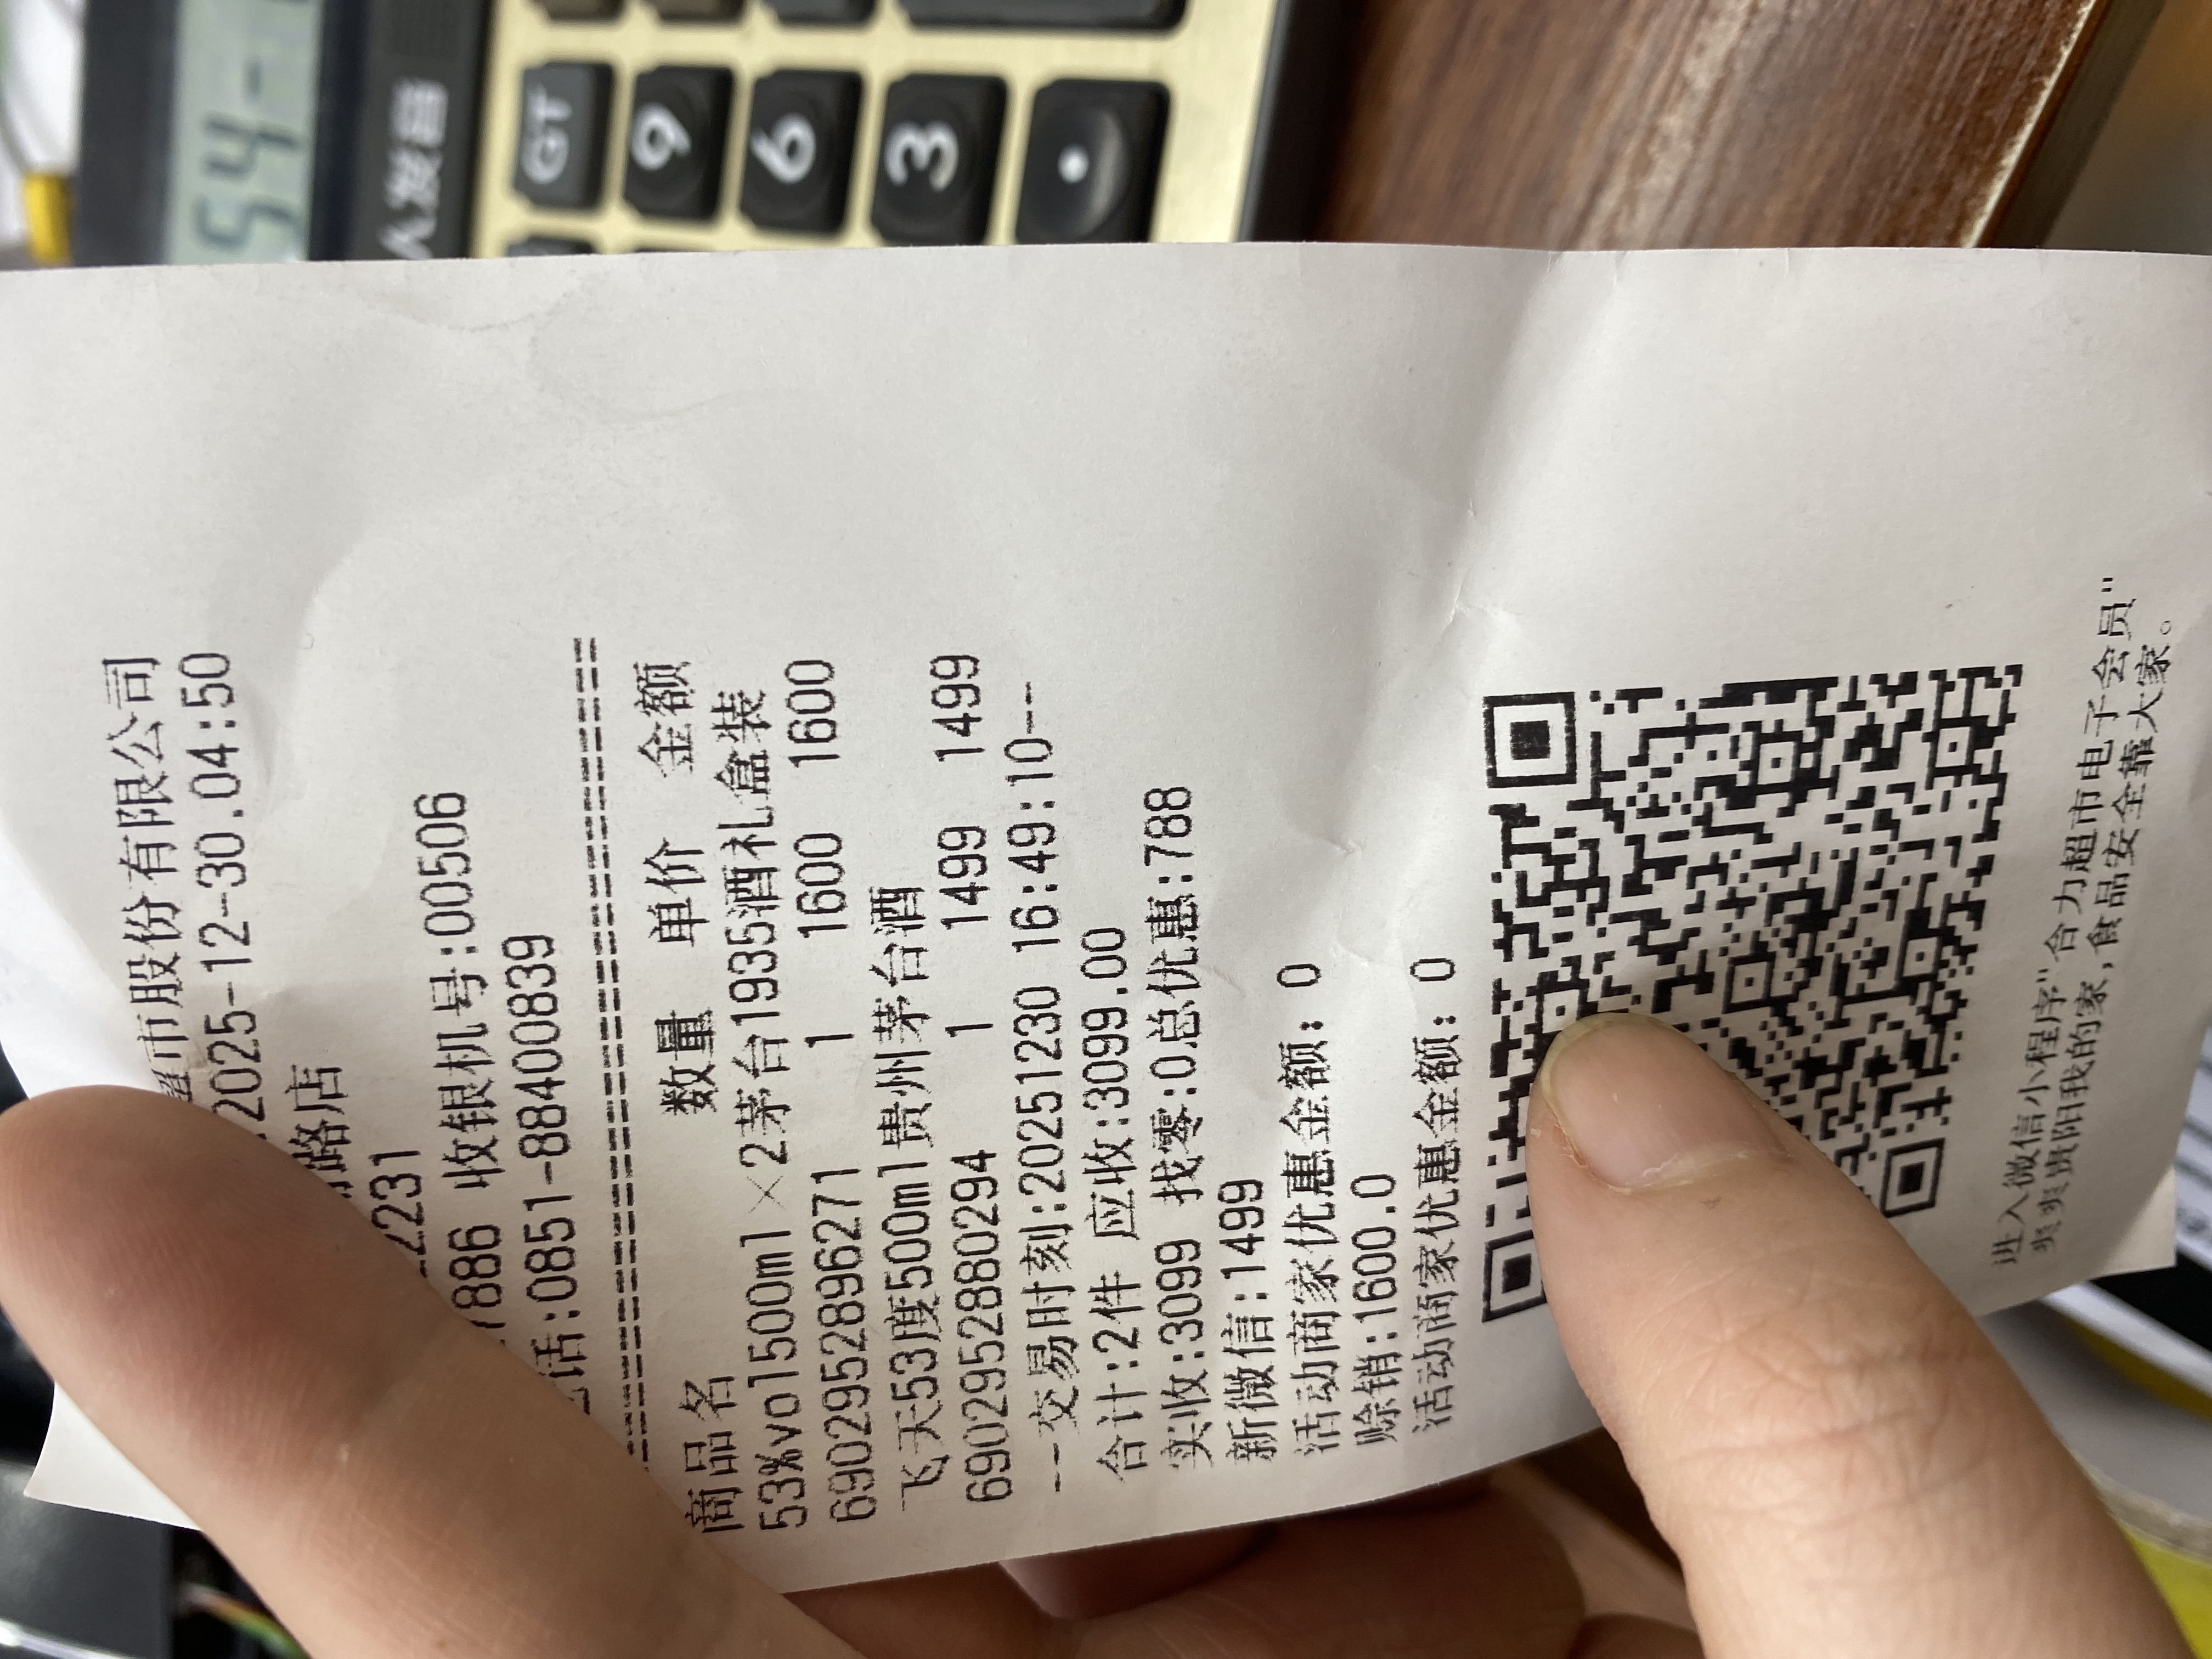 市股份有限公司
2025-12-30.04:50
路店
2231
7886 收银机号:00506
话:0851-88400839
==============================
商品名 数量 单价 金额
53%vol500ml×2茅台1935酒礼盒装
6902952896271 1 1600 1600
飞天53度500ml贵州茅台酒
6902952880294 1 1499 1499
--交易时刻:20251230 16:49:10--
合计:2件 应收:3099.00
实收:3099 找零:0总优惠:788
新微信:1499
活动商家优惠金额: 0
赊销:1600.0
活动商家优惠金额: 0
进入微信小程序"合力超市电子会员"
爽爽贵阳我的家,食品安全靠大家。
54-
人发音
GT
9
6
3
.